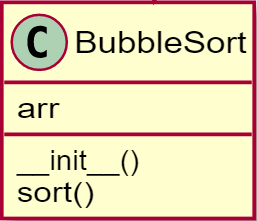 C BubbleSort
arr
__init__()
sort()